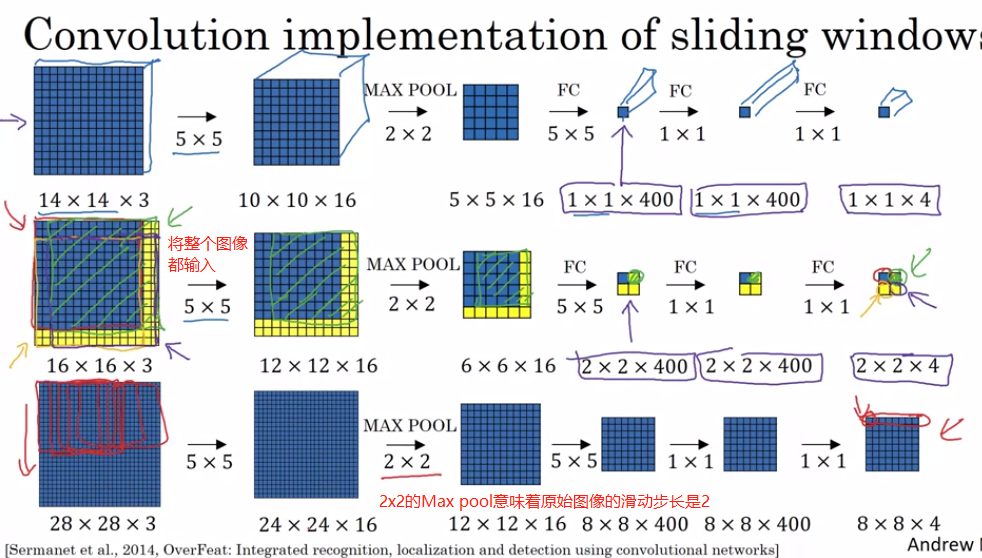 Convolution implementation of sliding windows
MAX POOL
FC
FC
FC
5 × 5
2 × 2
5 × 5
1 × 1
1 × 1
14 × 14 × 3
10 × 10 × 16
5 × 5 × 16
1 × 1 × 400
1 × 1 × 400
1 × 1 × 4
将整个图像
都输入
MAX POOL
FC
FC
FC
5 × 5
2 × 2
5 × 5
1 × 1
1 × 1
16 × 16 × 3
12 × 12 × 16
6 × 6 × 16
2 × 2 × 400
2 × 2 × 400
2 × 2 × 4
MAX POOL
5 × 5
2 × 2
5 × 5
1 × 1
1 × 1
2x2的Max pool意味着原始图像的滑动步长是2
28 × 28 × 3
24 × 24 × 16
12 × 12 × 16
8 × 8 × 400
8 × 8 × 400
8 × 8 × 4
[Sermanet et al., 2014, OverFeat: Integrated recognition, localization and detection using convolutional networks]
Andrew